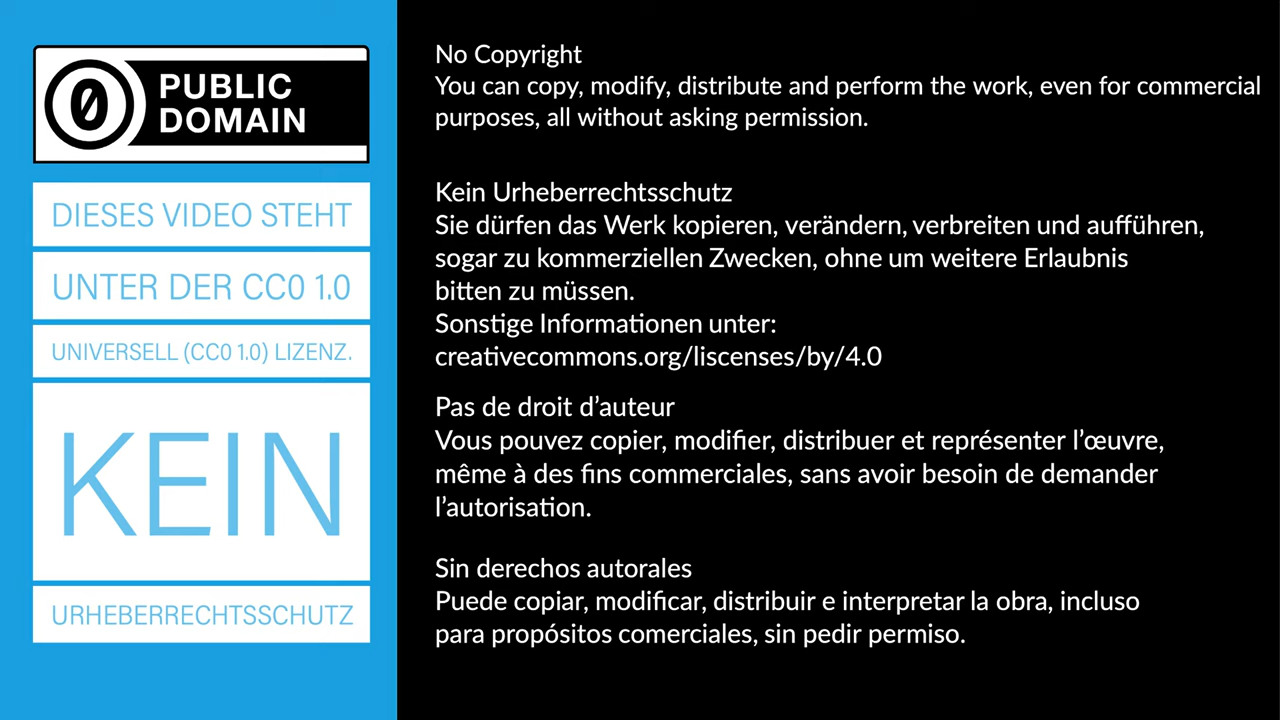 0 PUBLIC
DOMAIN
DIESES VIDEO STEHT
UNTER DER CC0 1.0
UNIVERSELL (CC0 1.0) LIZENZ.
KEIN
URHEBERRECHTSSCHUTZ
No Copyright
You can copy, modify, distribute and perform the work, even for commercial
purposes, all without asking permission.
Kein Urheberrechtsschutz
Sie dürfen das Werk kopieren, verändern, verbreiten und aufführen,
sogar zu kommerziellen Zwecken, ohne um weitere Erlaubnis
bitten zu müssen.
Sonstige Informationen unter:
creativecommons.org/liscenses/by/4.0
Pas de droit d’auteur
Vous pouvez copier, modifier, distribuer et représenter l’œuvre,
même à des fins commerciales, sans avoir besoin de demander
l’autorisation.
Sin derechos autorales
Puede copiar, modificar, distribuir e interpretar la obra, incluso
para propósitos comerciales, sin pedir permiso.